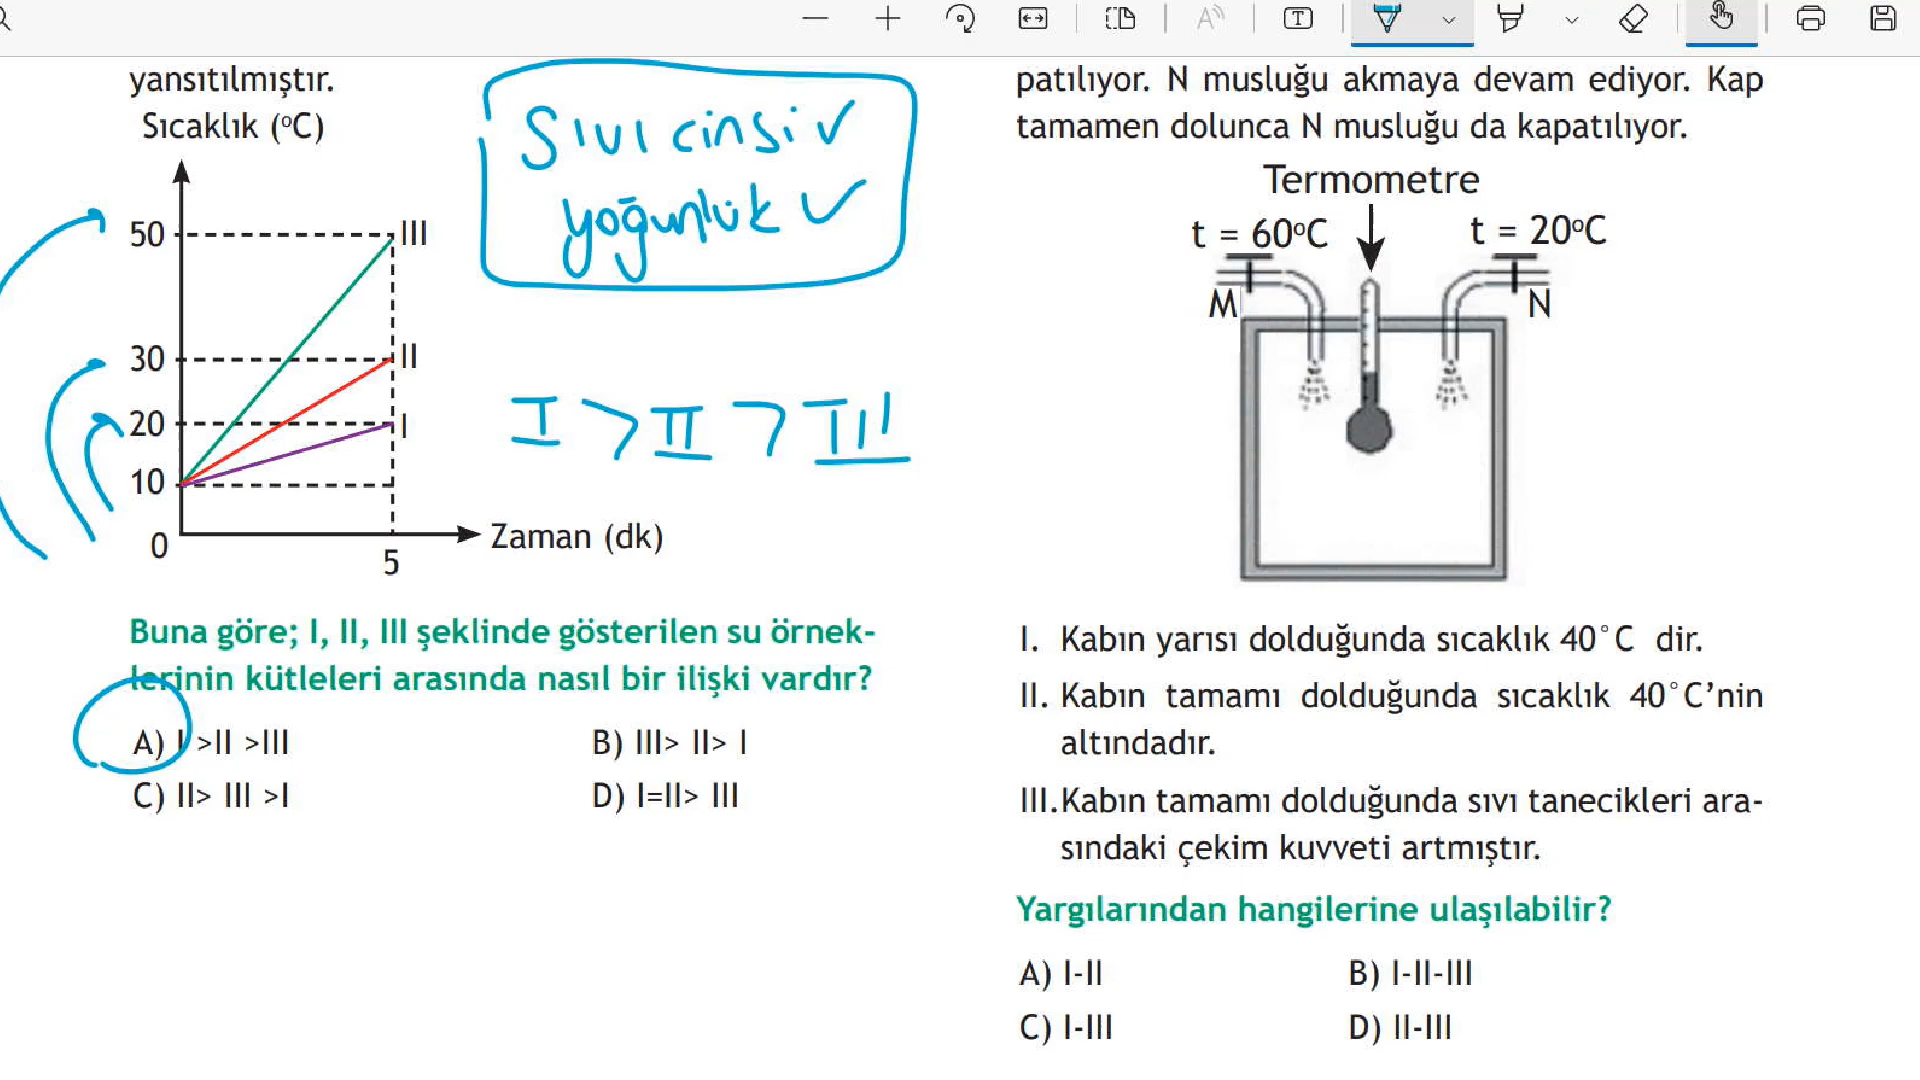 yansıtılmıştır.
Sıcaklık (ºC)
50
III
30
II
20
I
10
0
5
Zaman (dk)
Sıvı cinsi ✓
yoğunluk ✓
I > II > III
Buna göre; I, II, III şeklinde gösterilen su örnek-
lerinin kütleleri arasında nasıl bir ilişki vardır?
A) I >II >III
B) III> II> I
C) II> III >I
D) I=II> III
patılıyor. N musluğu akmaya devam ediyor. Kap
tamamen dolunca N musluğu da kapatılıyor.
Termometre
t = 60ºC
t = 20ºC
M
N
I. Kabın yarısı dolduğunda sıcaklık 40°C dir.
II. Kabın tamamı dolduğunda sıcaklık 40°C’nin
altındadır.
III.Kabın tamamı dolduğunda sıvı tanecikleri ara-
sındaki çekim kuvveti artmıştır.
Yargılarından hangilerine ulaşılabilir?
A) I-II
B) I-II-III
C) I-III
D) II-III